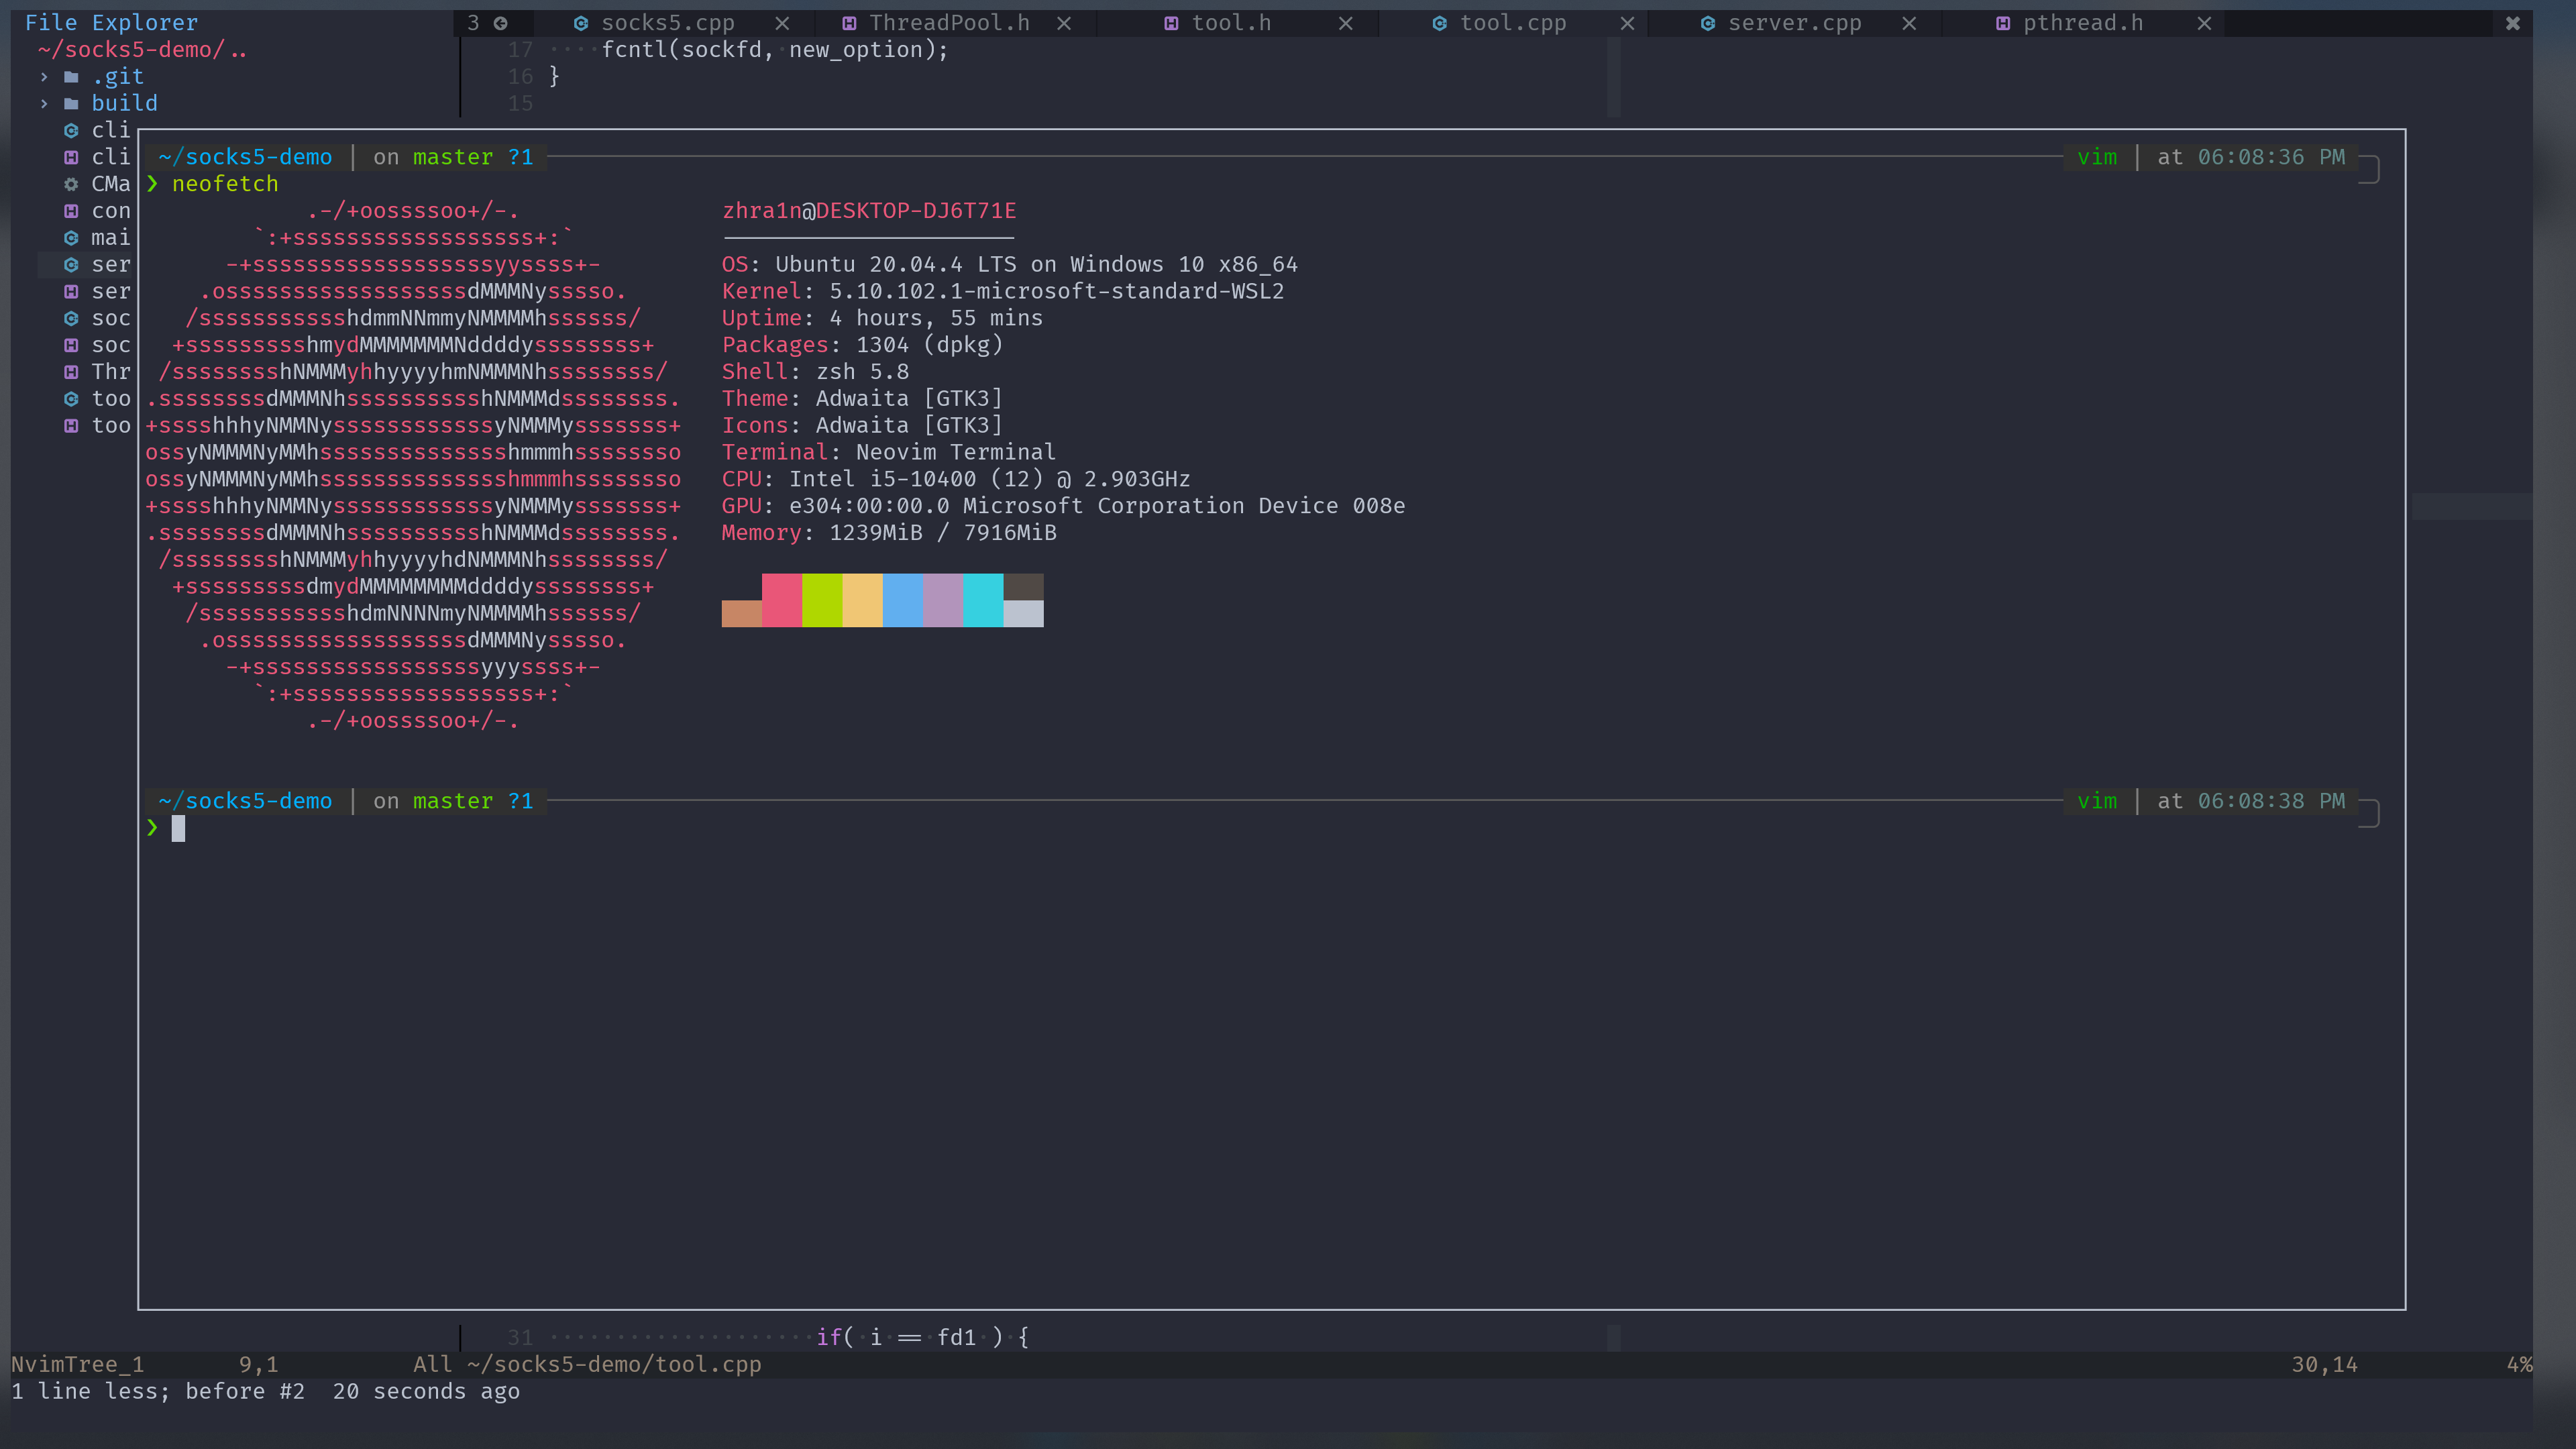 File Explorer 3 socks5.cpp ThreadPool.h tool.h tool.cpp server.cpp pthread.h
~/socks5-demo/.. 17 ····fcntl(sockfd,·new_option);
.git 16 }
build 15
cli
cli ~/socks5-demo | on master ?1 vim | at 06:08:36 PM
CMa ❯ neofetch
con .-/+oossssoo+/-. zhra1n@DESKTOP-DJ6T71E
mai `:+ssssssssssssssssss+:` ----------------------
ser -+ssssssssssssssssssyyssss+- OS: Ubuntu 20.04.4 LTS on Windows 10 x86_64
ser .ossssssssssssssssssdMMMNysssso. Kernel: 5.10.102.1-microsoft-standard-WSL2
soc /ssssssssssshdmmNNmmyNMMMMhssssss/ Uptime: 4 hours, 55 mins
soc +ssssssssshmydMMMMMMMNddddyssssssss+ Packages: 1304 (dpkg)
Thr /sssssssshNMMMyhhyyyyhmNMMMNhssssssss/ Shell: zsh 5.8
too .ssssssssdMMMNhsssssssssshNMMMdssssssss. Theme: Adwaita [GTK3]
too +sssshhhyNMMNyssssssssssssyNMMMysssssss+ Icons: Adwaita [GTK3]
ossyNMMMNyMMhsssssssssssssshmmmhssssssso Terminal: Neovim Terminal
ossyNMMMNyMMhsssssssssssssshmmmhssssssso CPU: Intel i5-10400 (12) @ 2.903GHz
+sssshhhyNMMNyssssssssssssyNMMMysssssss+ GPU: e304:00:00.0 Microsoft Corporation Device 008e
.ssssssssdMMMNhsssssssssshNMMMdssssssss. Memory: 1239MiB / 7916MiB
/sssssssshNMMMyhhyyyyhdNMMMNhssssssss/
+sssssssssdmydMMMMMMMMddddyssssssss+
/ssssssssssshdmNNNNmyNMMMMhssssss/
.ossssssssssssssssssdMMMNysssso.
-+sssssssssssssssssyyyssss+-
`:+ssssssssssssssssss+:`
.-/+oossssoo+/-.
~/socks5-demo | on master ?1 vim | at 06:08:38 PM
❯
31 ····················if(·i·==·fd1·)·{
NvimTree_1 9,1 All ~/socks5-demo/tool.cpp 30,14 4%
1 line less; before #2 20 seconds ago